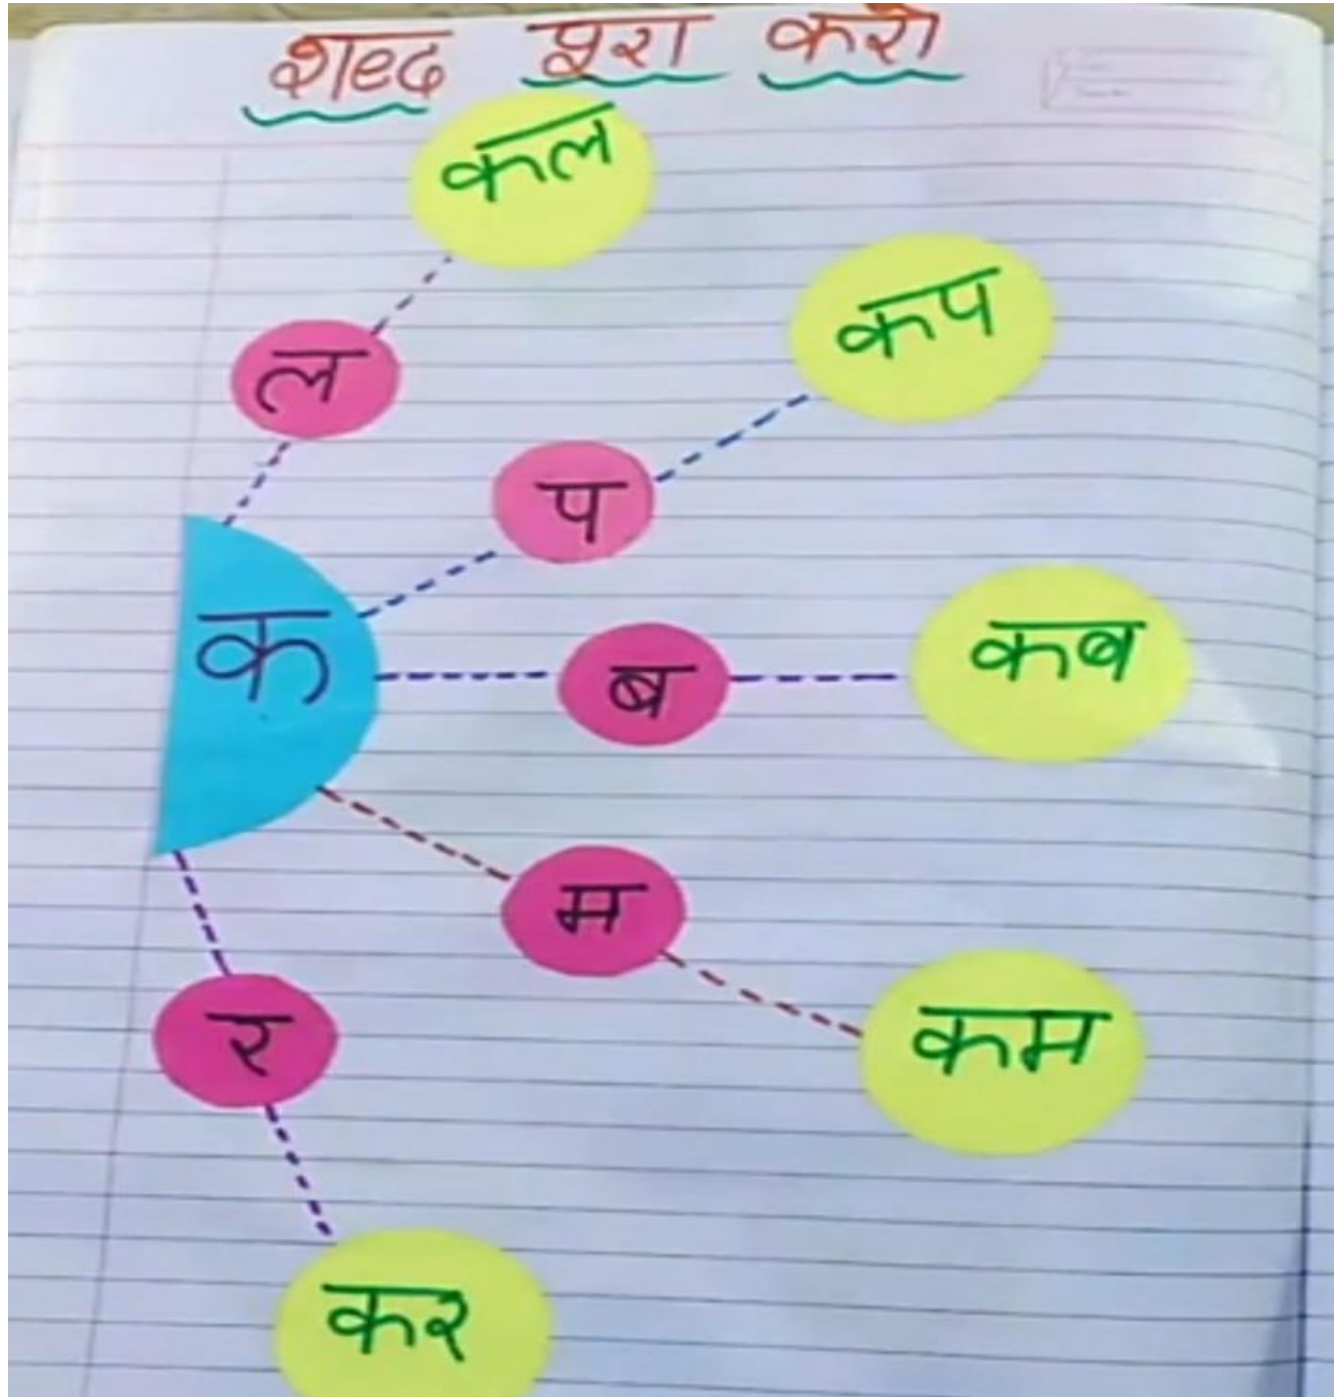 शब्द पूरा करो
कल
ल
कप
प
क
ब
कब
म
कम
र
कर